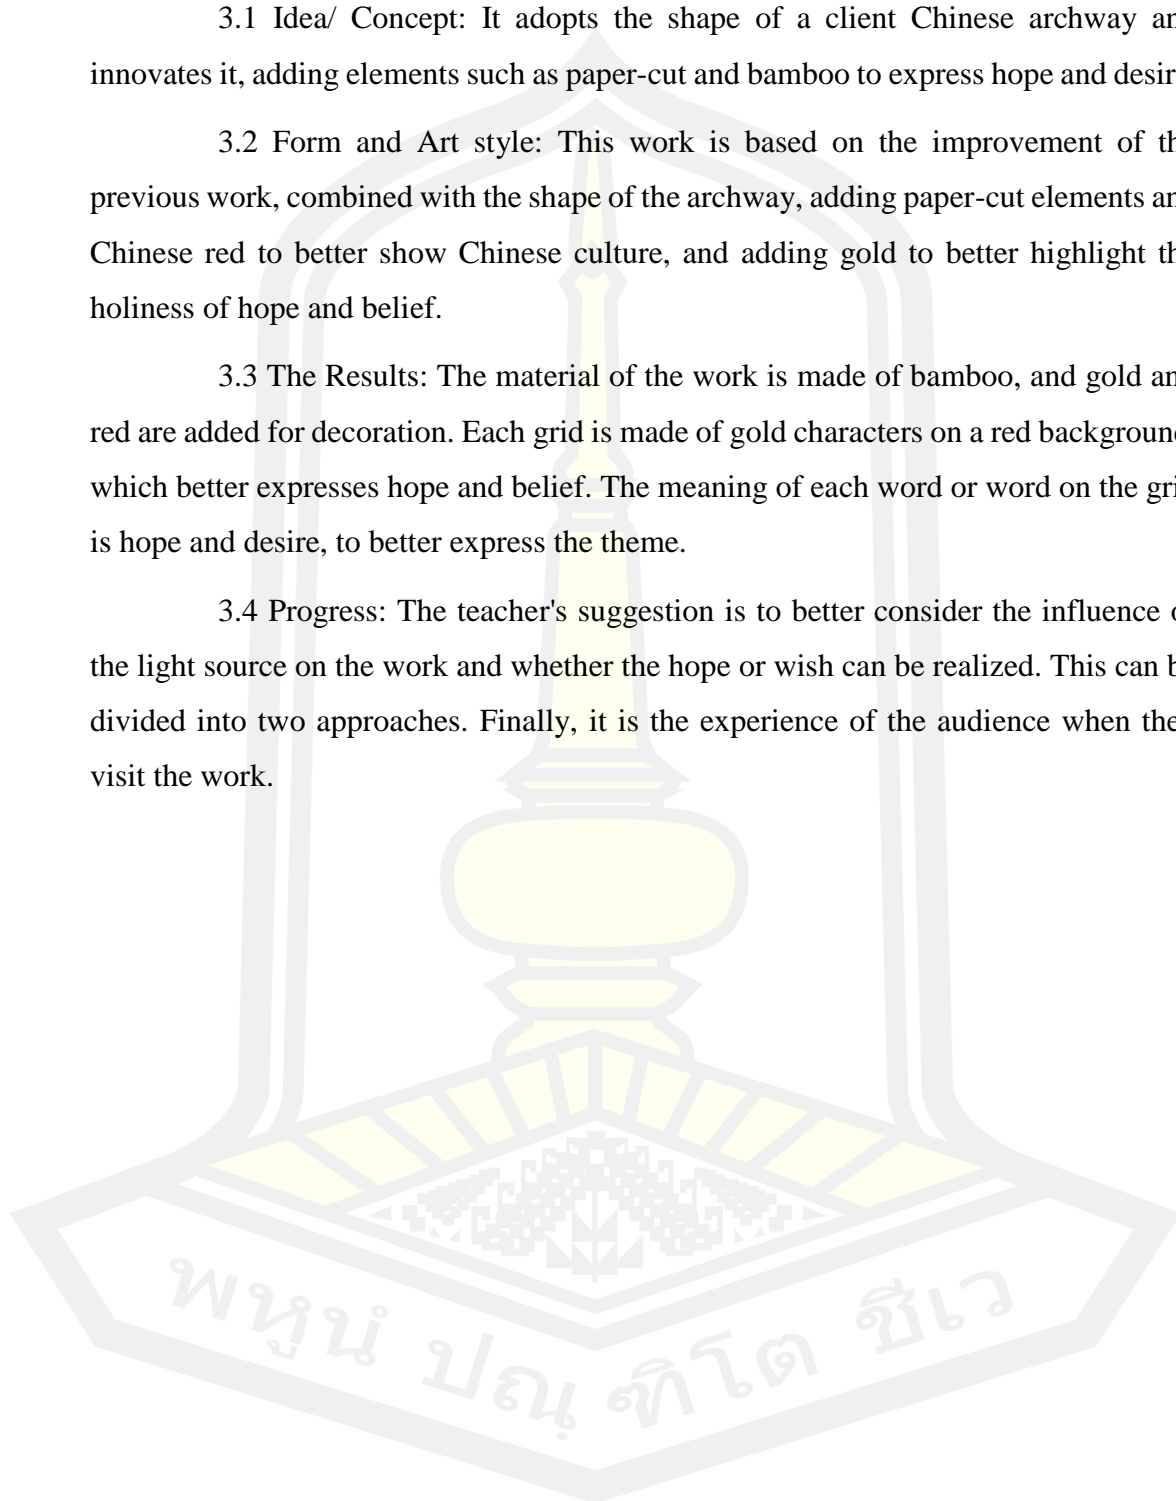 3.1 Idea/ Concept: It adopts the shape of a client Chinese archway an
innovates it, adding elements such as paper-cut and bamboo to express hope and desir
3.2 Form and Art style: This work is based on the improvement of th
previous work, combined with the shape of the archway, adding paper-cut elements an
Chinese red to better show Chinese culture, and adding gold to better highlight th
holiness of hope and belief.
3.3 The Results: The material of the work is made of bamboo, and gold an
red are added for decoration. Each grid is made of gold characters on a red background
which better expresses hope and belief. The meaning of each word or word on the gri
is hope and desire, to better express the theme.
3.4 Progress: The teacher's suggestion is to better consider the influence o
the light source on the work and whether the hope or wish can be realized. This can b
divided into two approaches. Finally, it is the experience of the audience when the
visit the work.
พหูนํ ปณฺฑิโต ชีเว